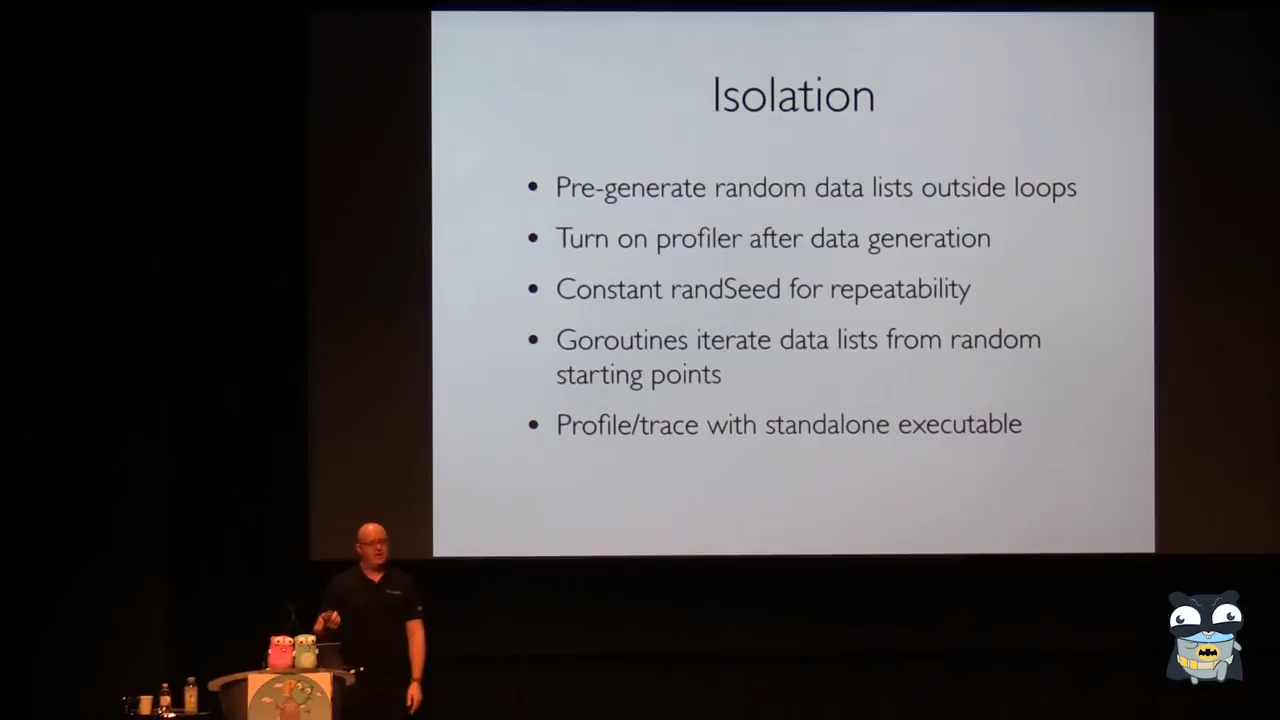 Isolation
• Pre-generate random data lists outside loops
• Turn on profiler after data generation
• Constant randSeed for repeatability
• Goroutines iterate data lists from random
starting points
• Profile/trace with standalone executable